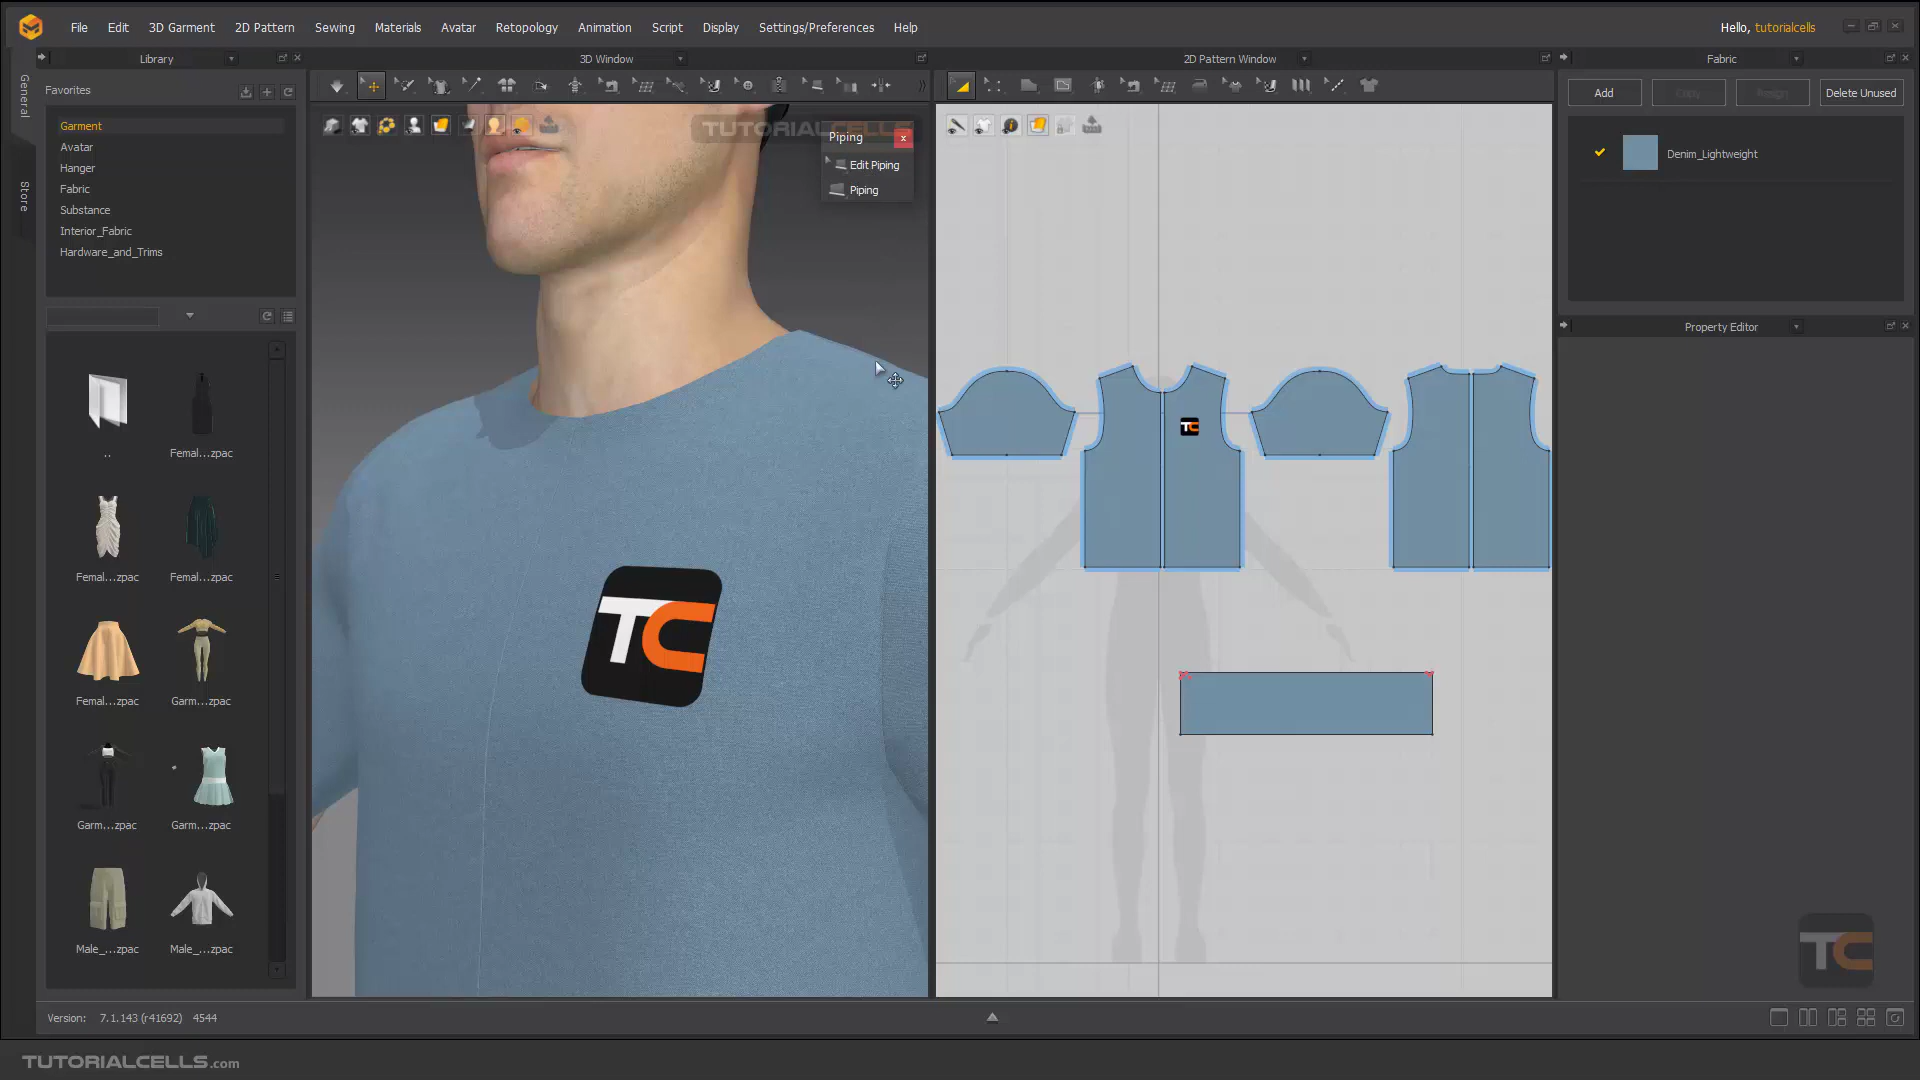 File Edit 3D Garment 2D Pattern Sewing Materials Avatar Retopology Animation Script Display Settings/Preferences Help
Hello, tutorialcells
Library
3D Window
2D Pattern Window
Fabric
General
Store
Favorites
Garment
Avatar
Hanger
Fabric
Substance
Interior_Fabric
Hardware_and_Trims
..
Femal...zpac
Femal...zpac
Femal...zpac
Femal...zpac
Garm...zpac
Garm...zpac
Garm...zpac
Male_...zpac
Male_...zpac
TUTORIALCELLS
Piping
x
Edit Piping
Piping
TC
TC
Add
Copy
Assign
Delete Unused
Denim_Lightweight
Property Editor
TC
Version: 7.1.143 (r41692) 4544
TUTORIALCELLS.com